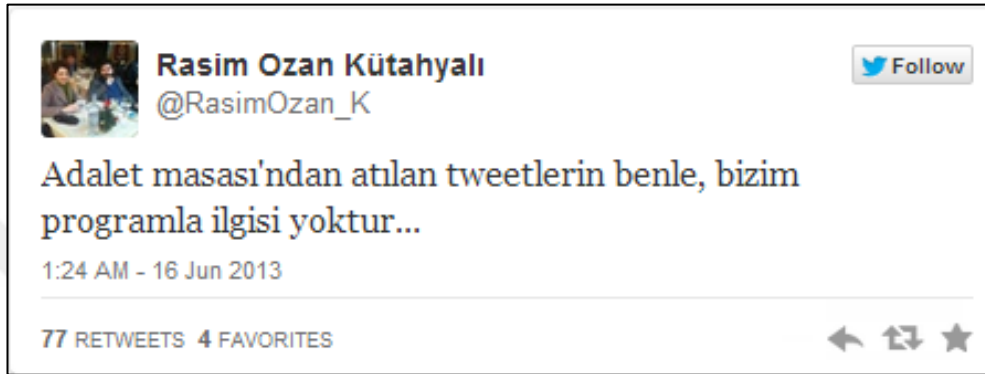 Rasim Ozan Kütahyalı
Follow
@RasimOzan_K
Adalet masası'ndan atılan tweetlerin benle, bizim
programla ilgisi yoktur...
1:24 AM - 16 Jun 2013
77 RETWEETS 4 FAVORITES